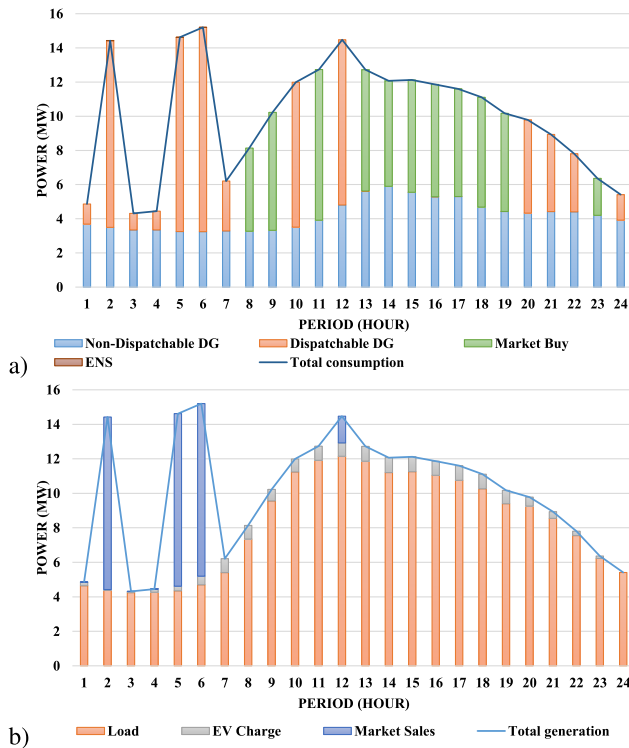 a)
POWER (MW)
16
14
12
10
8
6
4
2
0
1 2 3 4 5 6 7 8 9 10 11 12 13 14 15 16 17 18 19 20 21 22 23 24
PERIOD (HOUR)
Non-Dispatchable DG Dispatchable DG Market Buy
ENS Total consumption
b)
POWER (MW)
16
14
12
10
8
6
4
2
0
1 2 3 4 5 6 7 8 9 10 11 12 13 14 15 16 17 18 19 20 21 22 23 24
PERIOD (HOUR)
Load EV Charge Market Sales Total generation